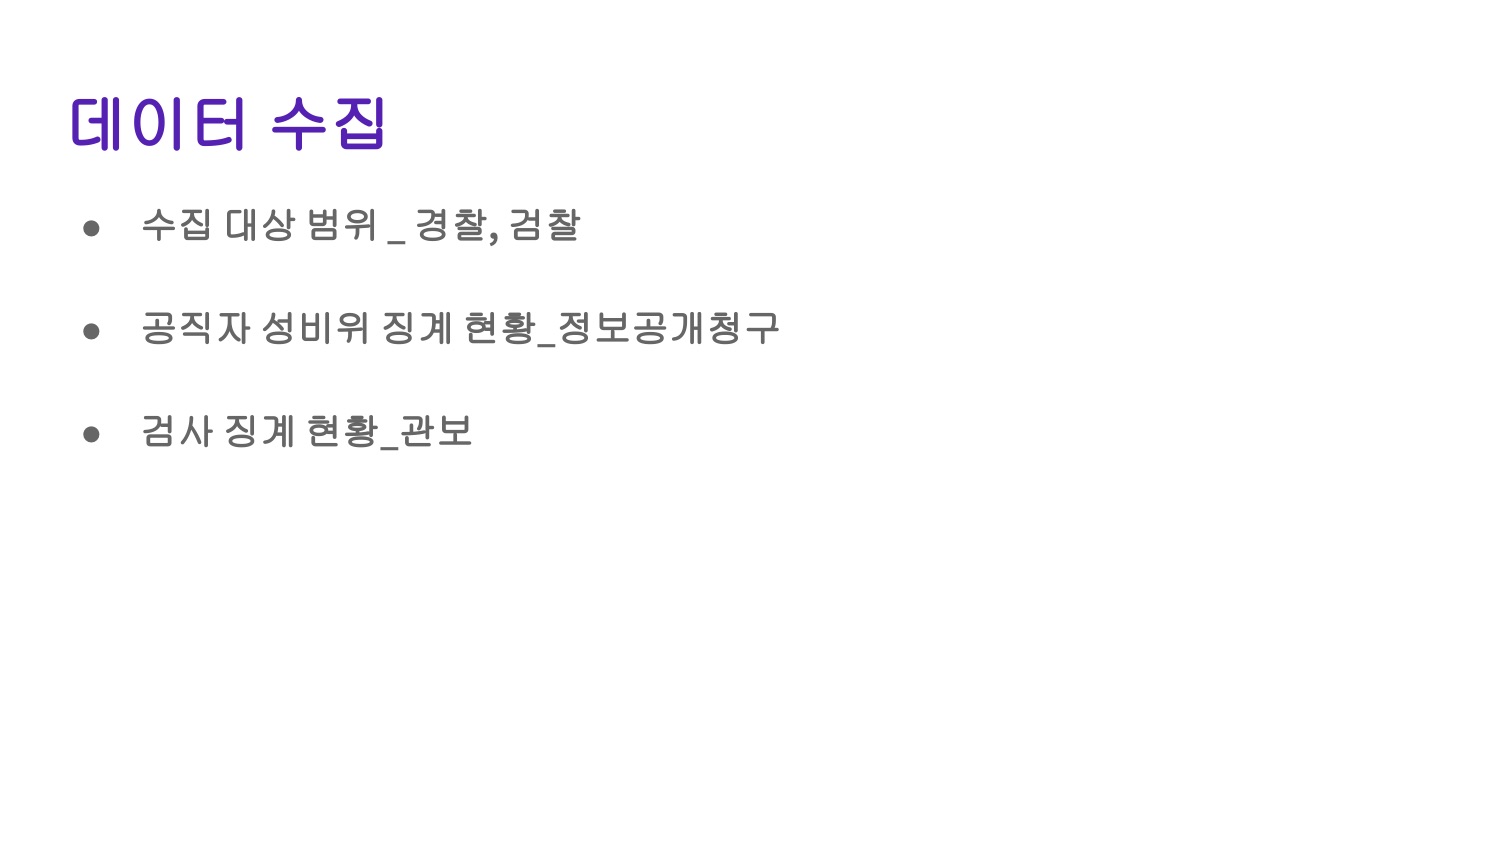 데이터 수집
● 수집 대상 범위 _ 경찰, 검찰
● 공직자 성비위 징계 현황_정보공개청구
● 검사 징계 현황_관보